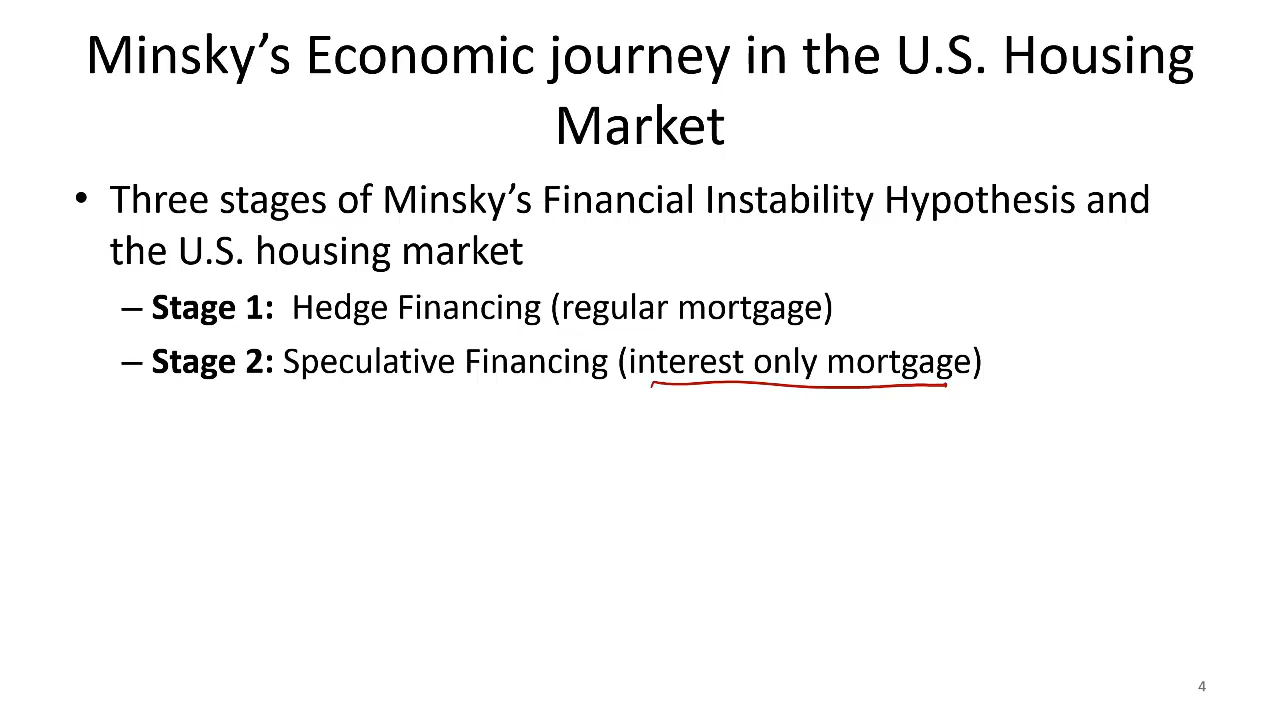 Minsky’s Economic journey in the U.S. Housing
Market
• Three stages of Minsky’s Financial Instability Hypothesis and
the U.S. housing market
– Stage 1: Hedge Financing (regular mortgage)
– Stage 2: Speculative Financing (interest only mortgage)
4